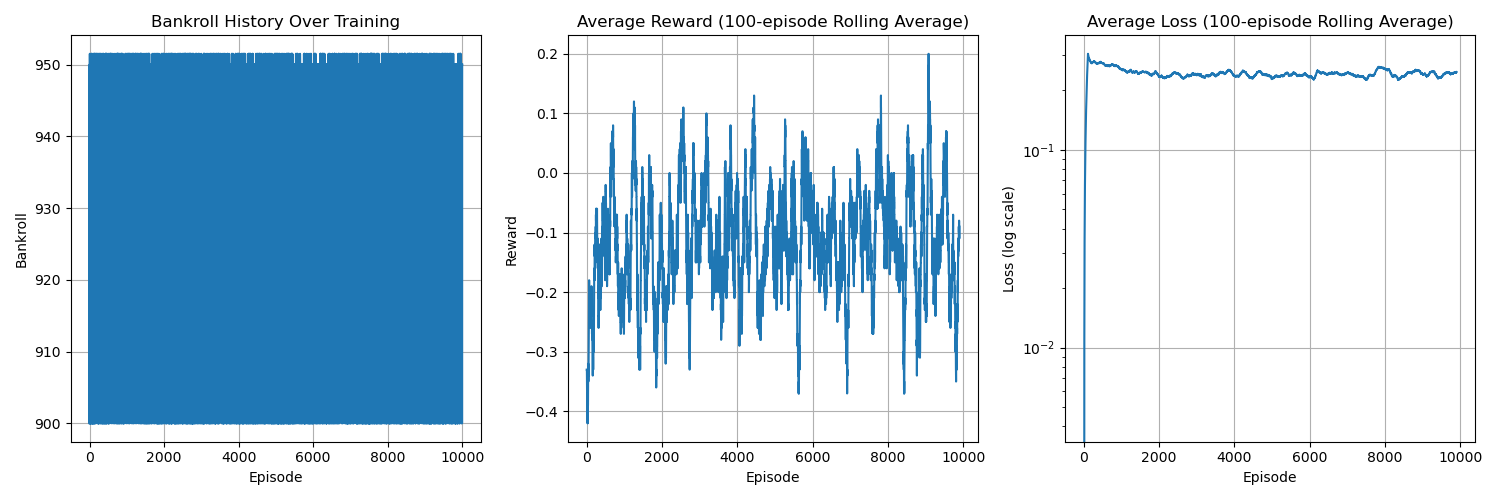 Bankroll History Over Training
Bankroll
950
940
930
920
910
900
0 2000 4000 6000 8000 10000
Episode
Average Reward (100-episode Rolling Average)
Reward
0.2
0.1
0.0
−0.1
−0.2
−0.3
−0.4
0 2000 4000 6000 8000 10000
Episode
Average Loss (100-episode Rolling Average)
Loss (log scale)
10⁻¹
10⁻²
0 2000 4000 6000 8000 10000
Episode